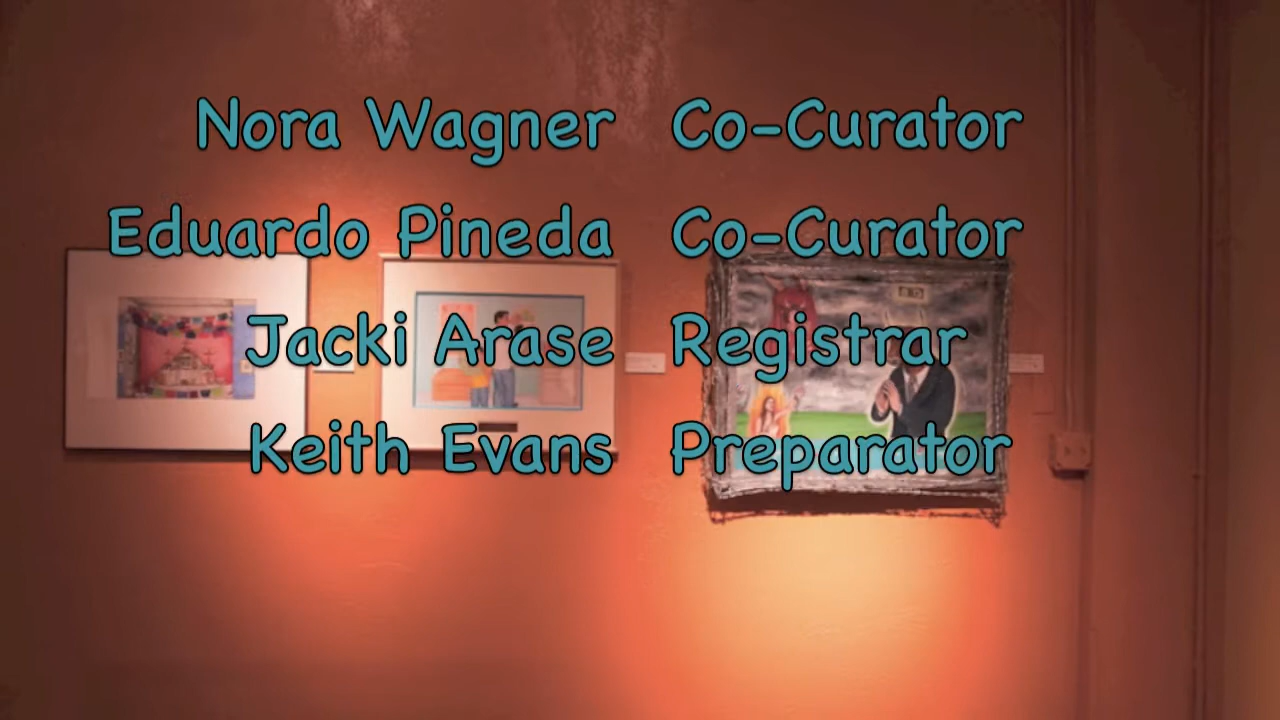 Nora Wagner Co-Curator
Eduardo Pineda Co-Curator
Jacki Arase Registrar
Keith Evans Preparator